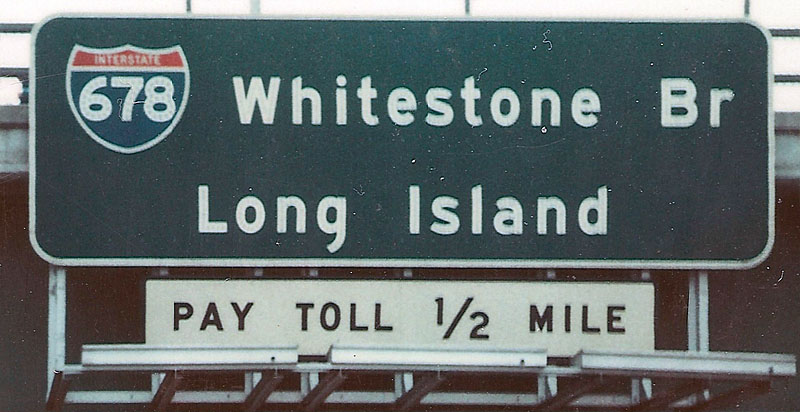 INTERSTATE
678 Whitestone Br
Long Island
PAY TOLL 1/2 MILE